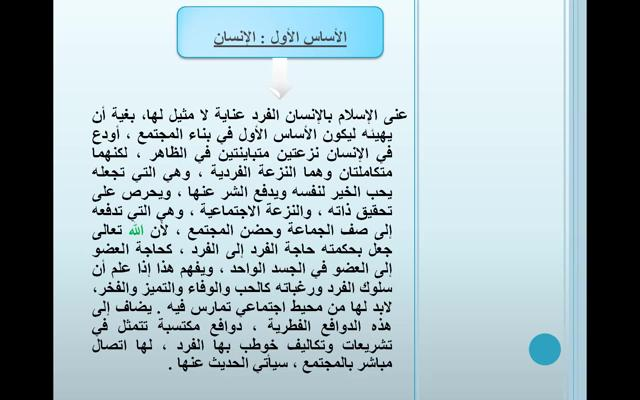 الأساس الأول : الإنسان
عنى الإسلام بالإنسان الفرد عناية لا مثيل لها، بغية أن
يهيئه ليكون الأساس الأول في بناء المجتمع ، أودع
في الإنسان نزعتين متباينتين في الظاهر ، لكنهما
متكاملتان وهما النزعة الفردية ، وهي التي تجعله
يحب الخير لنفسه ويدفع الشر عنها ، ويحرص على
تحقيق ذاته ، والنزعة الاجتماعية ، وهي التي تدفعه
إلى صف الجماعة وحضن المجتمع ، لأن الله تعالى
جعل بحكمته حاجة الفرد إلى الفرد ، كحاجة العضو
إلى العضو في الجسد الواحد ، ويفهم هذا إذا علم أن
سلوك الفرد ورغباته كالحب والوفاء والتميز والفخر،
لابد لها من محيط اجتماعي تمارس فيه . يضاف إلى
هذه الدوافع الفطرية ، دوافع مكتسبة تتمثل في
تشريعات وتكاليف خوطب بها الفرد ، لها اتصال
مباشر بالمجتمع ، سيأتي الحديث عنها .